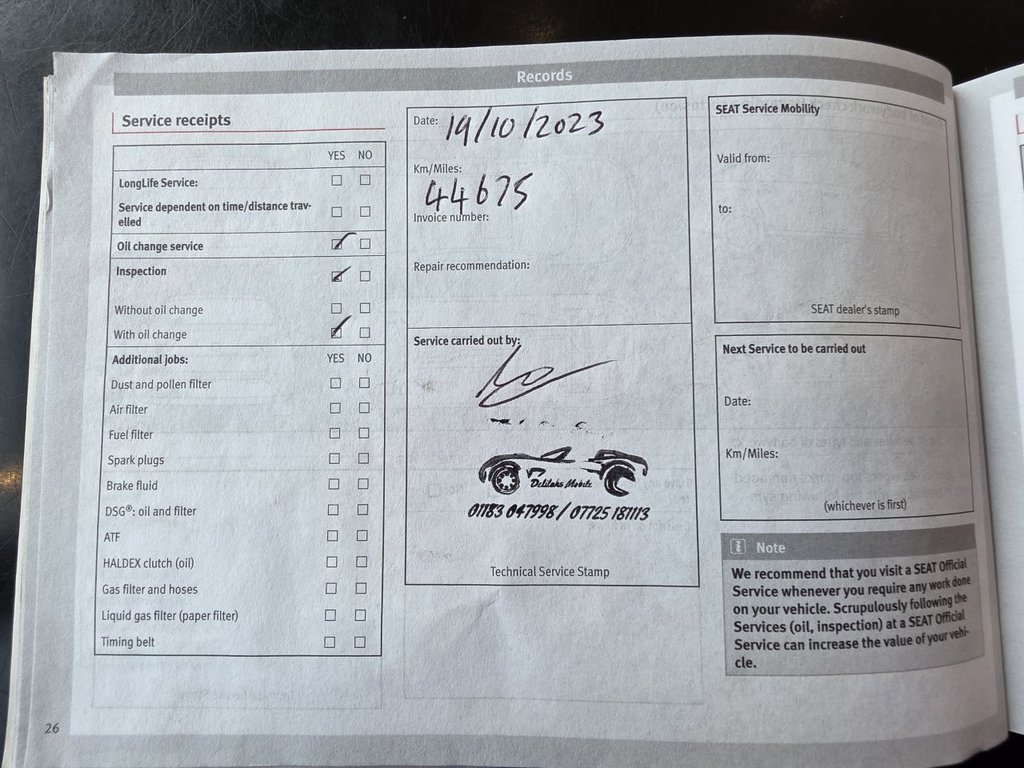 Records
Service receipts
YES NO
LongLife Service:
Service dependent on time/distance trav-
elled
Oil change service
Inspection
Without oil change
With oil change
Additional jobs: YES NO
Dust and pollen filter
Air filter
Fuel filter
Spark plugs
Brake fluid
DSG®: oil and filter
ATF
HALDEX clutch (oil)
Gas filter and hoses
Liquid gas filter (paper filter)
Timing belt
Date: 19/10/2023
Km/Miles:
44675
Invoice number:
Repair recommendation:
Service carried out by:
Delilahs Mobile
01183 047998 / 07725 181113
Technical Service Stamp
SEAT Service Mobility
Valid from:
to:
SEAT dealer's stamp
Next Service to be carried out
Date:
Km/Miles:
(whichever is first)
i Note
We recommend that you visit a SEAT Official
Service whenever you require any work done
on your vehicle. Scrupulously following the
Services (oil, inspection) at a SEAT Official
Service can increase the value of your vehi-
cle.
26